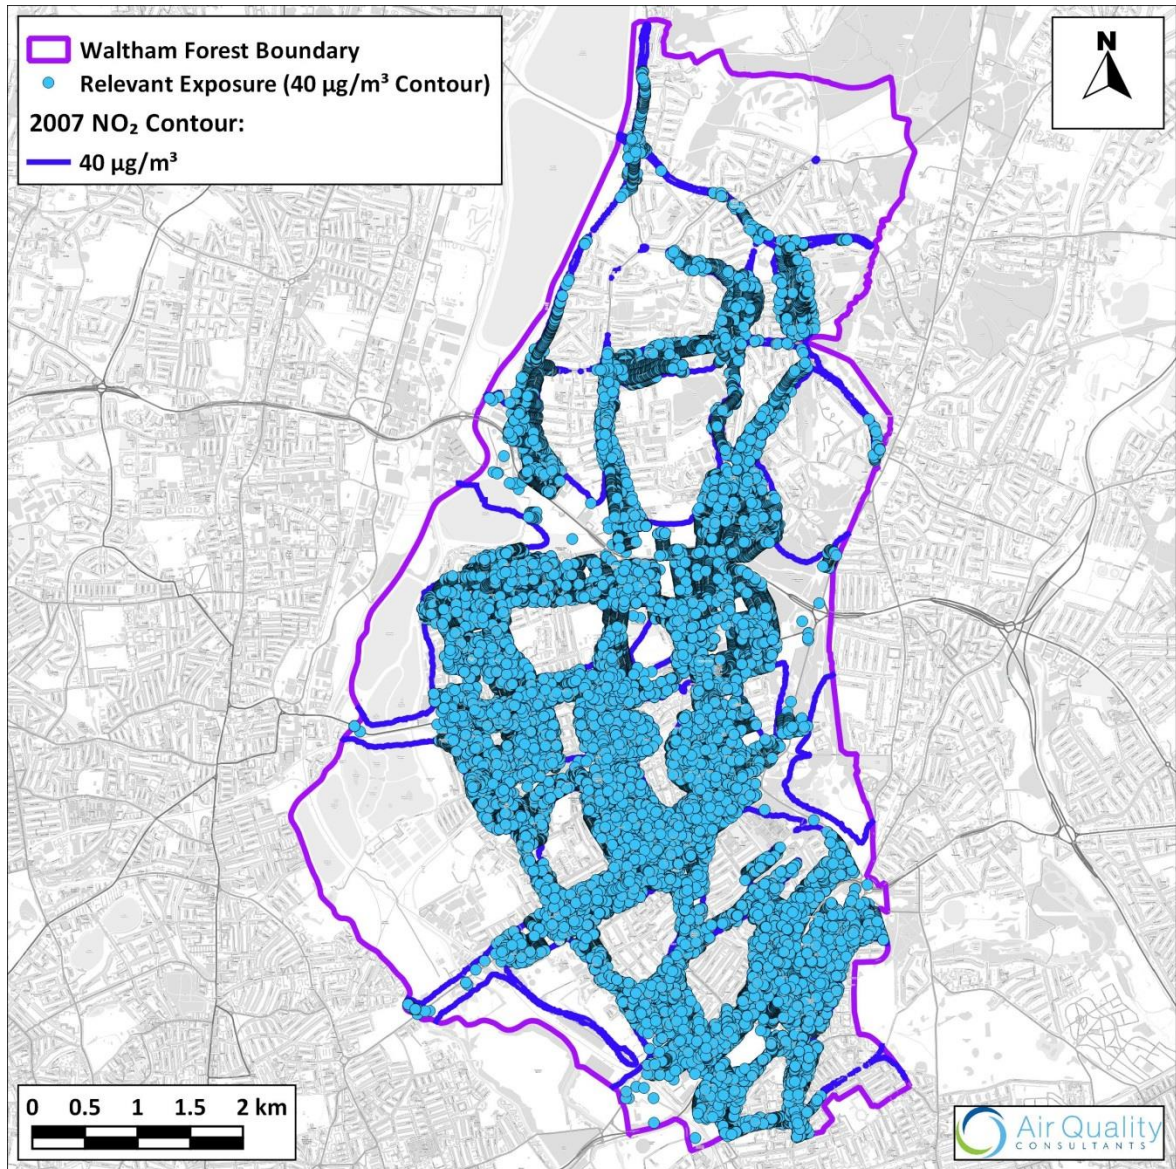 Waltham Forest Boundary
Relevant Exposure (40 µg/m³ Contour)
2007 NO₂ Contour:
40 µg/m³
N
0 0.5 1 1.5 2 km
Air Quality
CONSULTANTS